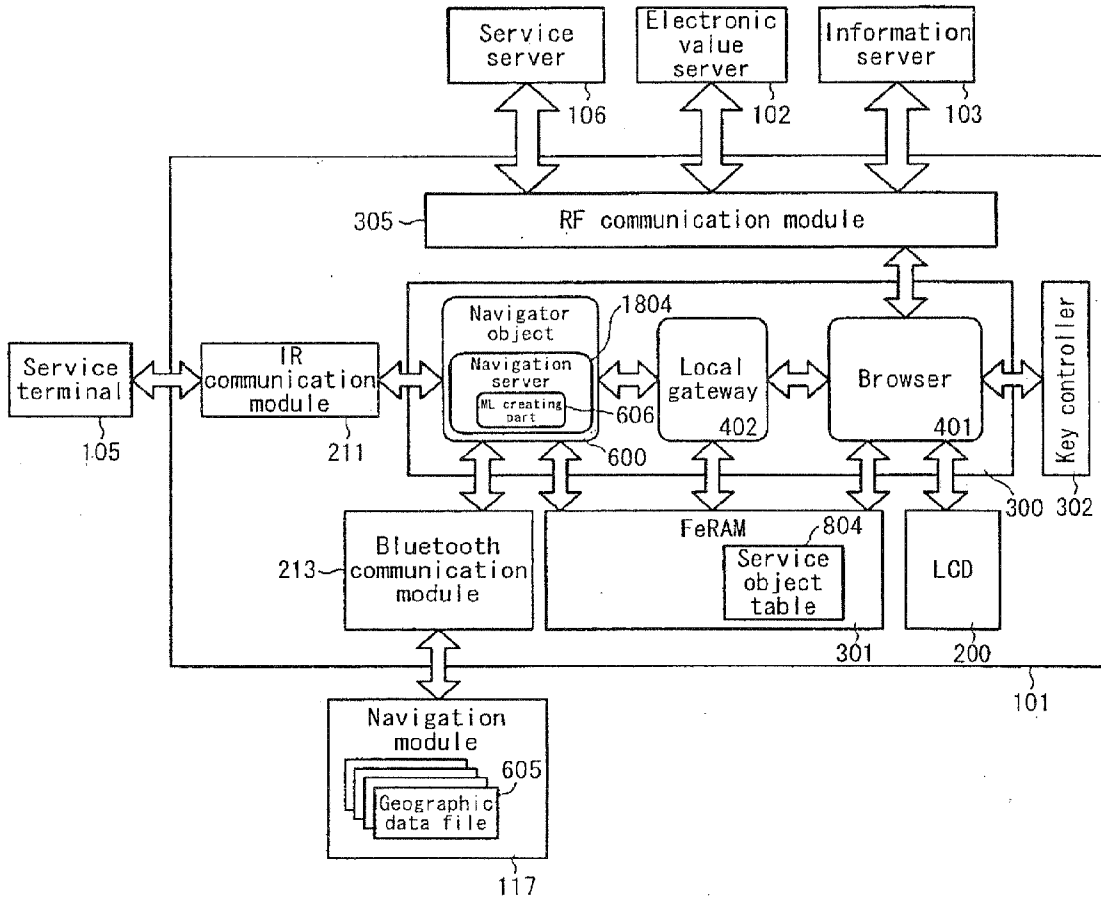 Service
server
106
Electronic
value
server
102
Information
server
103
305
RF communication module
Service
terminal
105
IR
communication
module
211
Navigator
object
1804
Navigation server
ML creating
part
606
600
Local
gateway
402
Browser
401
300
Key controller
302
213
Bluetooth
communication
module
FeRAM
804
Service
object
table
301
LCD
200
101
Navigation
module
605
Geographic
data file
117